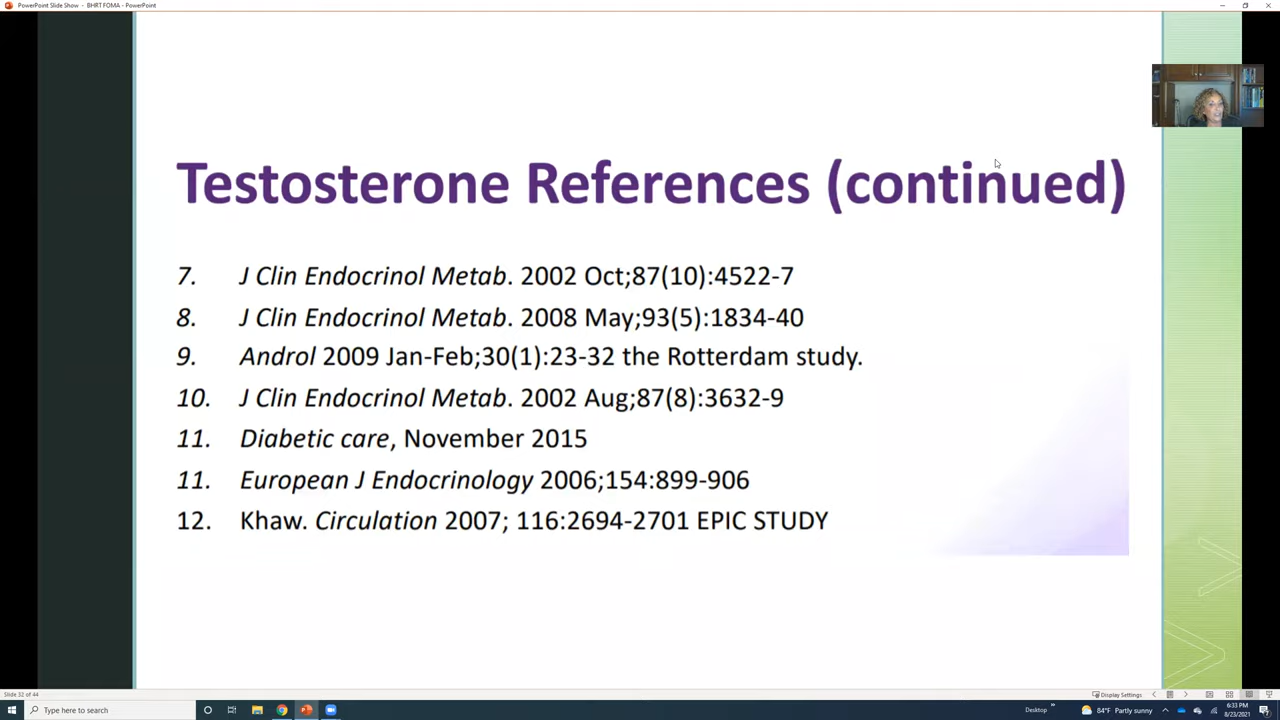 PowerPoint Slide Show - BHRT FOMA - PowerPoint
Testosterone References (continued)
7. J Clin Endocrinol Metab. 2002 Oct;87(10):4522-7
8. J Clin Endocrinol Metab. 2008 May;93(5):1834-40
9. Androl 2009 Jan-Feb;30(1):23-32 the Rotterdam study.
10. J Clin Endocrinol Metab. 2002 Aug;87(8):3632-9
11. Diabetic care, November 2015
11. European J Endocrinology 2006;154:899-906
12. Khaw. Circulation 2007; 116:2694-2701 EPIC STUDY
Slide 32 of 44
Display Settings
Type here to search
Desktop
84°F Partly sunny
6:33 PM
8/23/2021